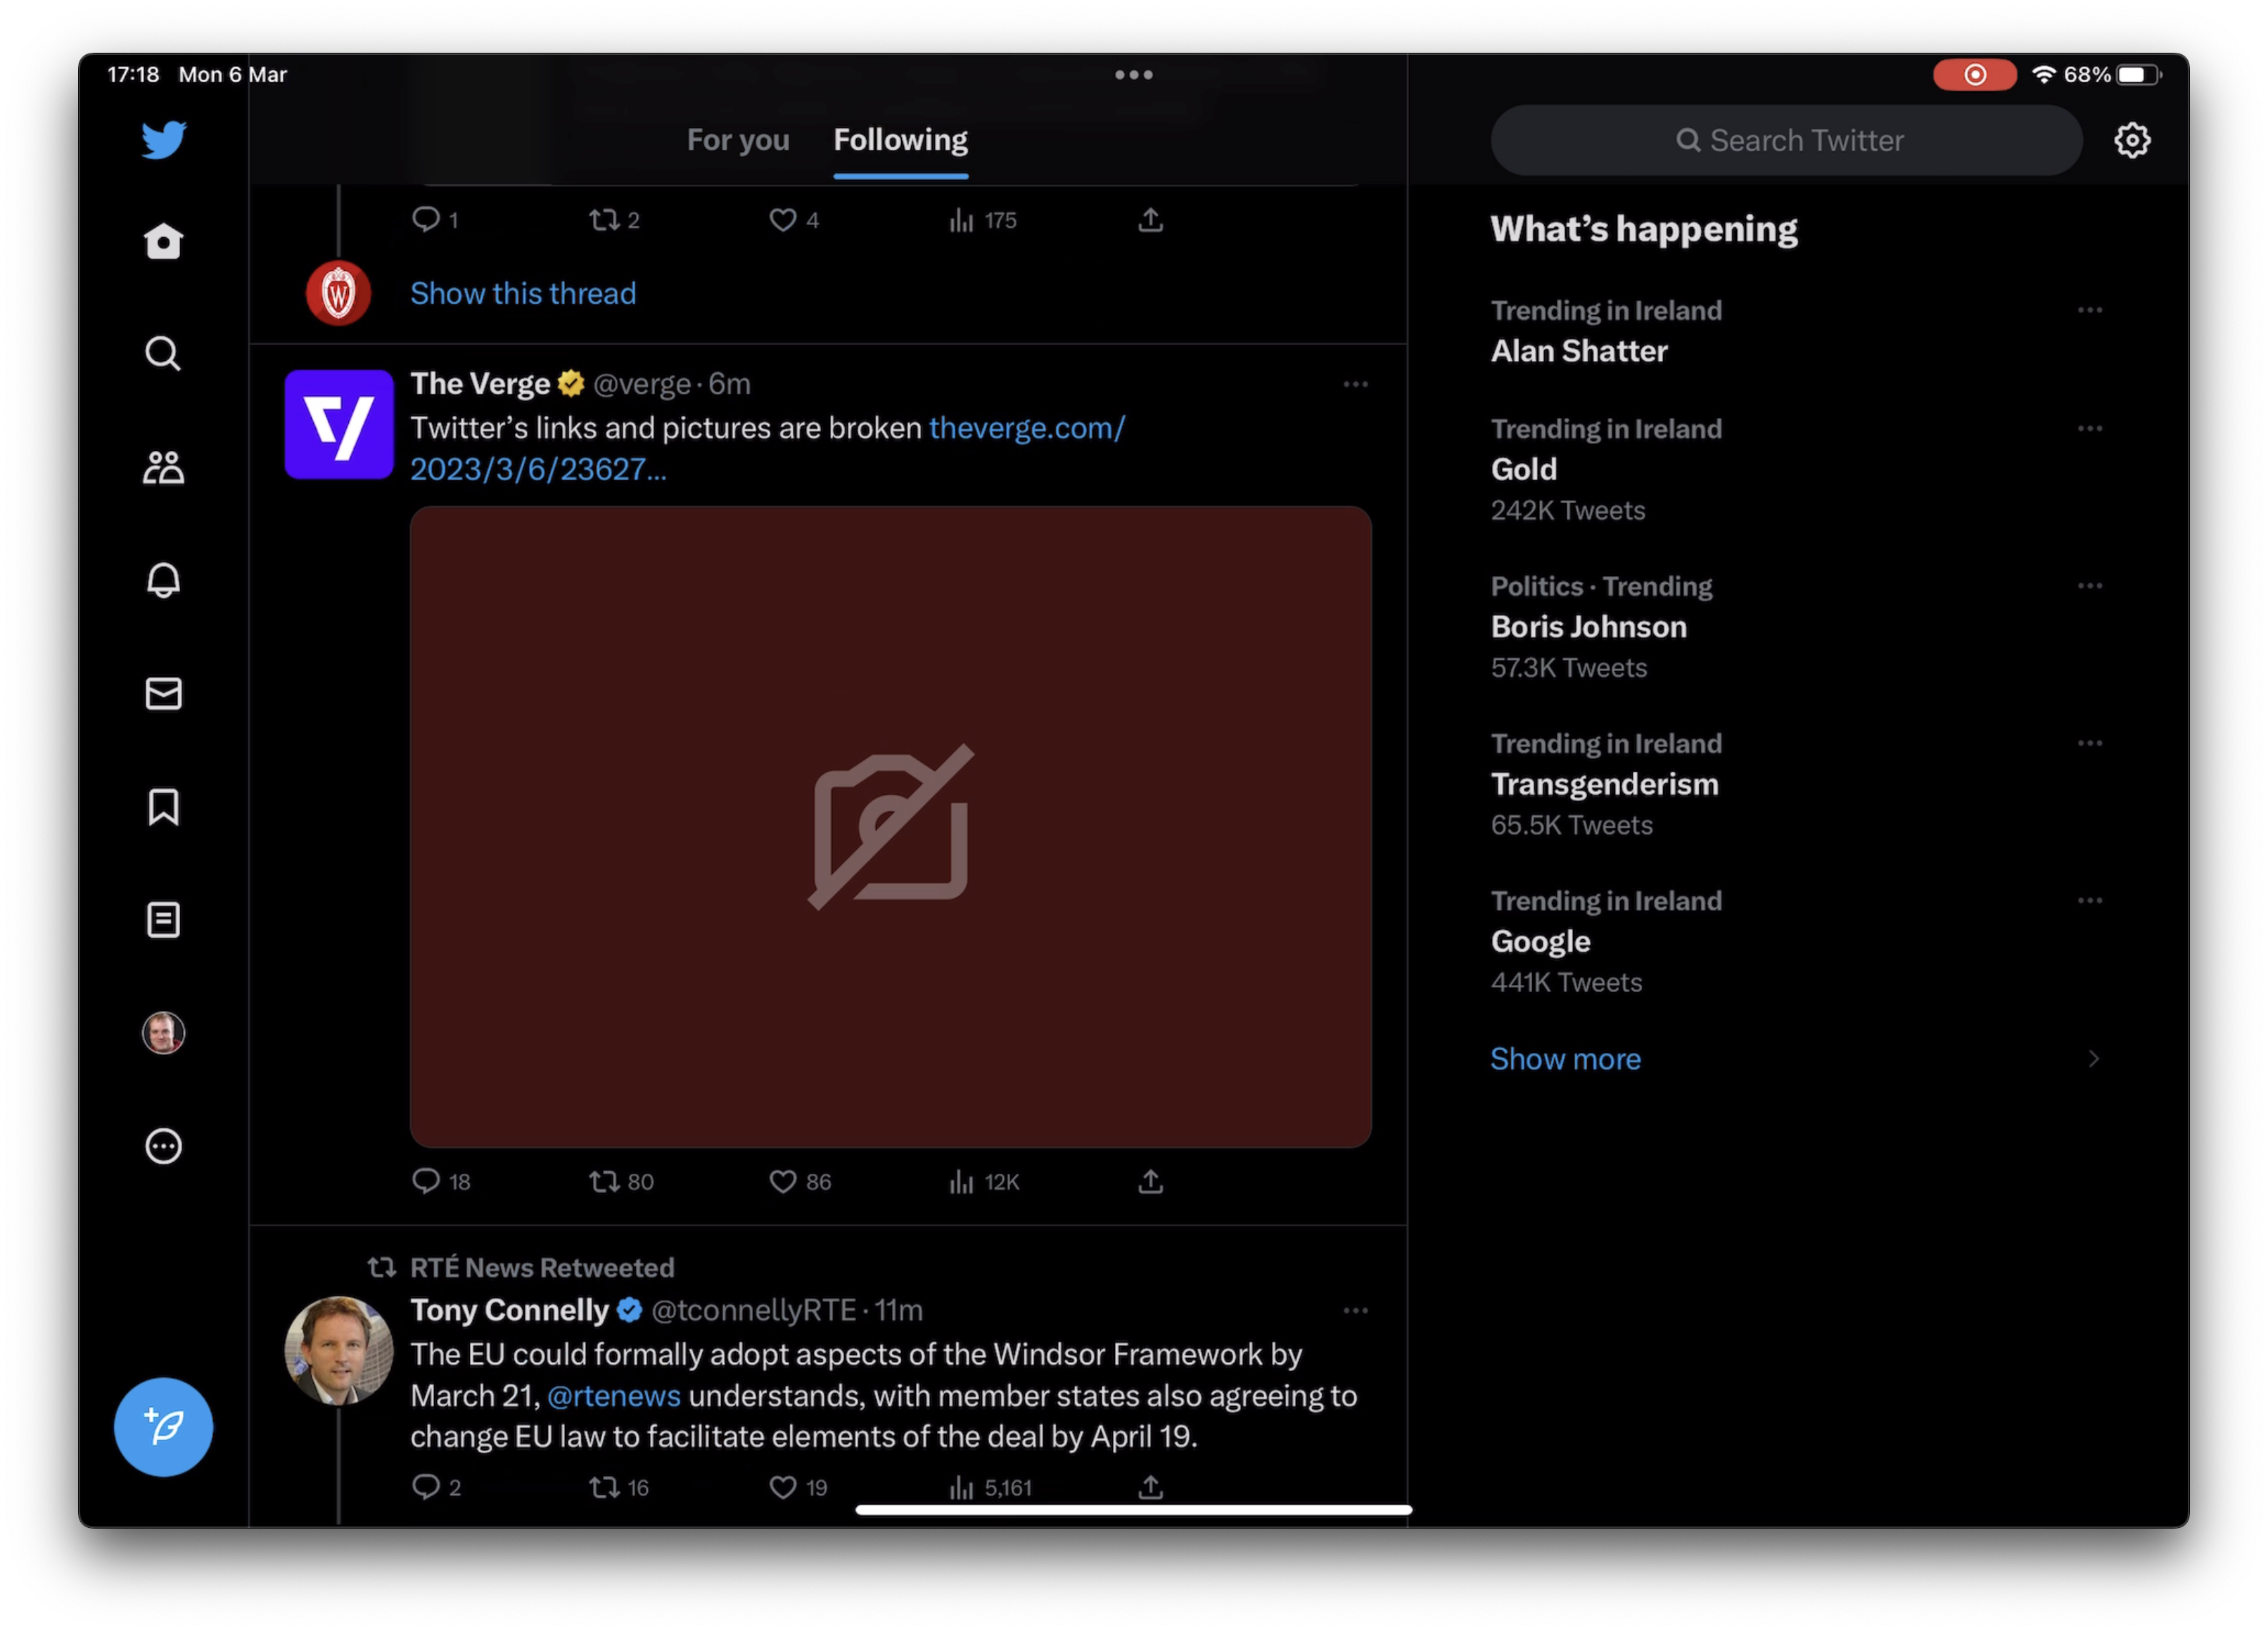 17:18 Mon 6 Mar
68%
For you Following
Search Twitter
1 2 4 175
W
Show this thread
The Verge @verge · 6m
Twitter’s links and pictures are broken theverge.com/
2023/3/6/23627...
18 80 86 12K
RTÉ News Retweeted
Tony Connelly @tconnellyRTE · 11m
The EU could formally adopt aspects of the Windsor Framework by
March 21, @rtenews understands, with member states also agreeing to
change EU law to facilitate elements of the deal by April 19.
2 16 19 5,161
What’s happening
Trending in Ireland
Alan Shatter
Trending in Ireland
Gold
242K Tweets
Politics · Trending
Boris Johnson
57.3K Tweets
Trending in Ireland
Transgenderism
65.5K Tweets
Trending in Ireland
Google
441K Tweets
Show more